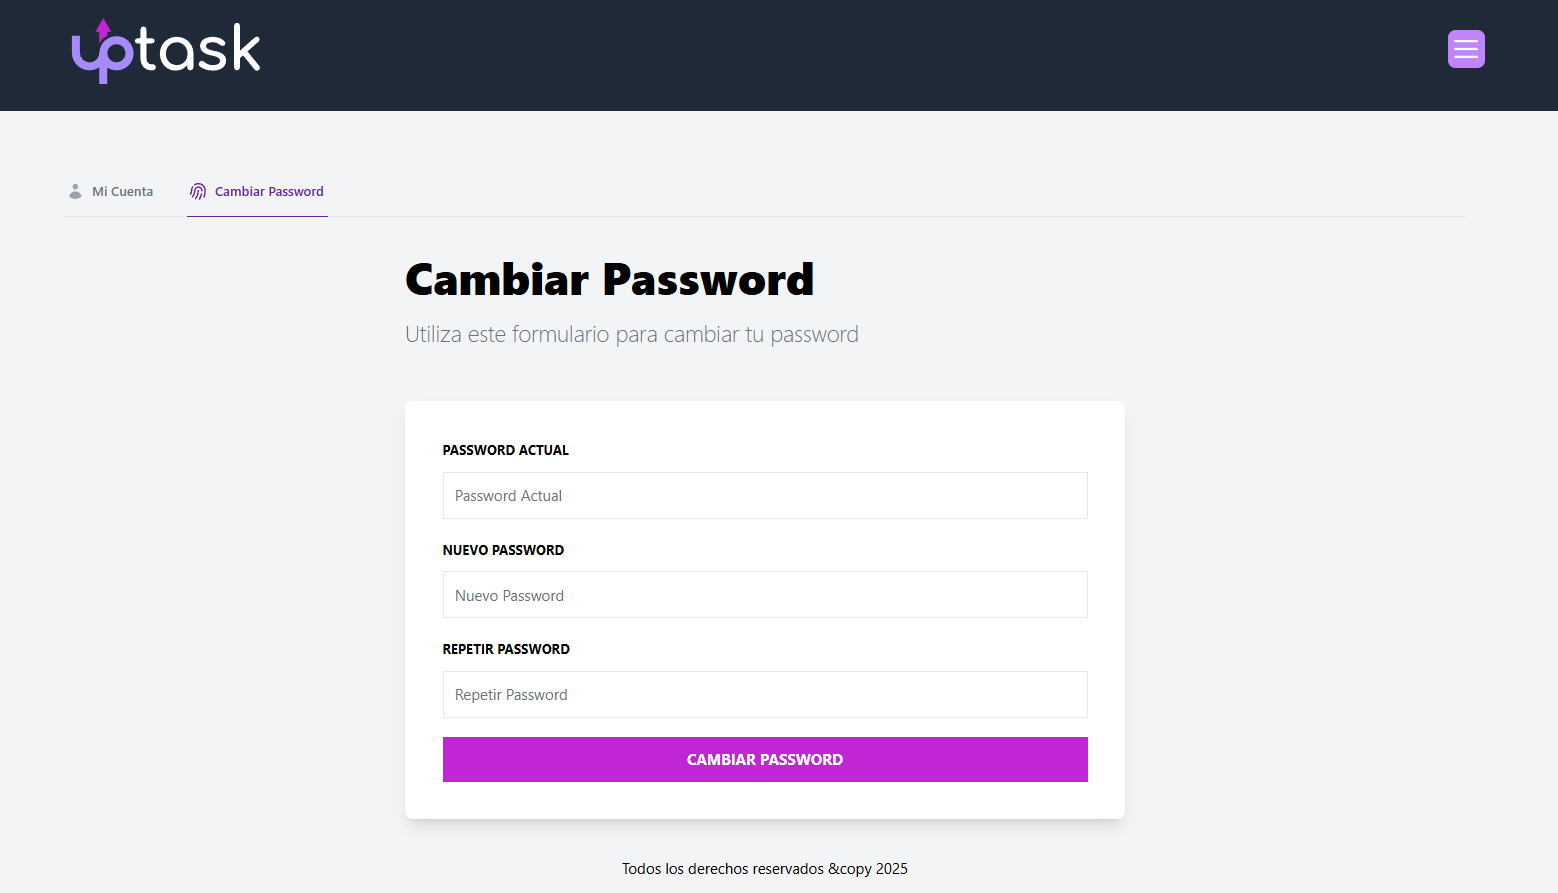 uptask
Mi Cuenta
Cambiar Password
Cambiar Password
Utiliza este formulario para cambiar tu password
PASSWORD ACTUAL
Password Actual
NUEVO PASSWORD
Nuevo Password
REPETIR PASSWORD
Repetir Password
CAMBIAR PASSWORD
Todos los derechos reservados &copy 2025